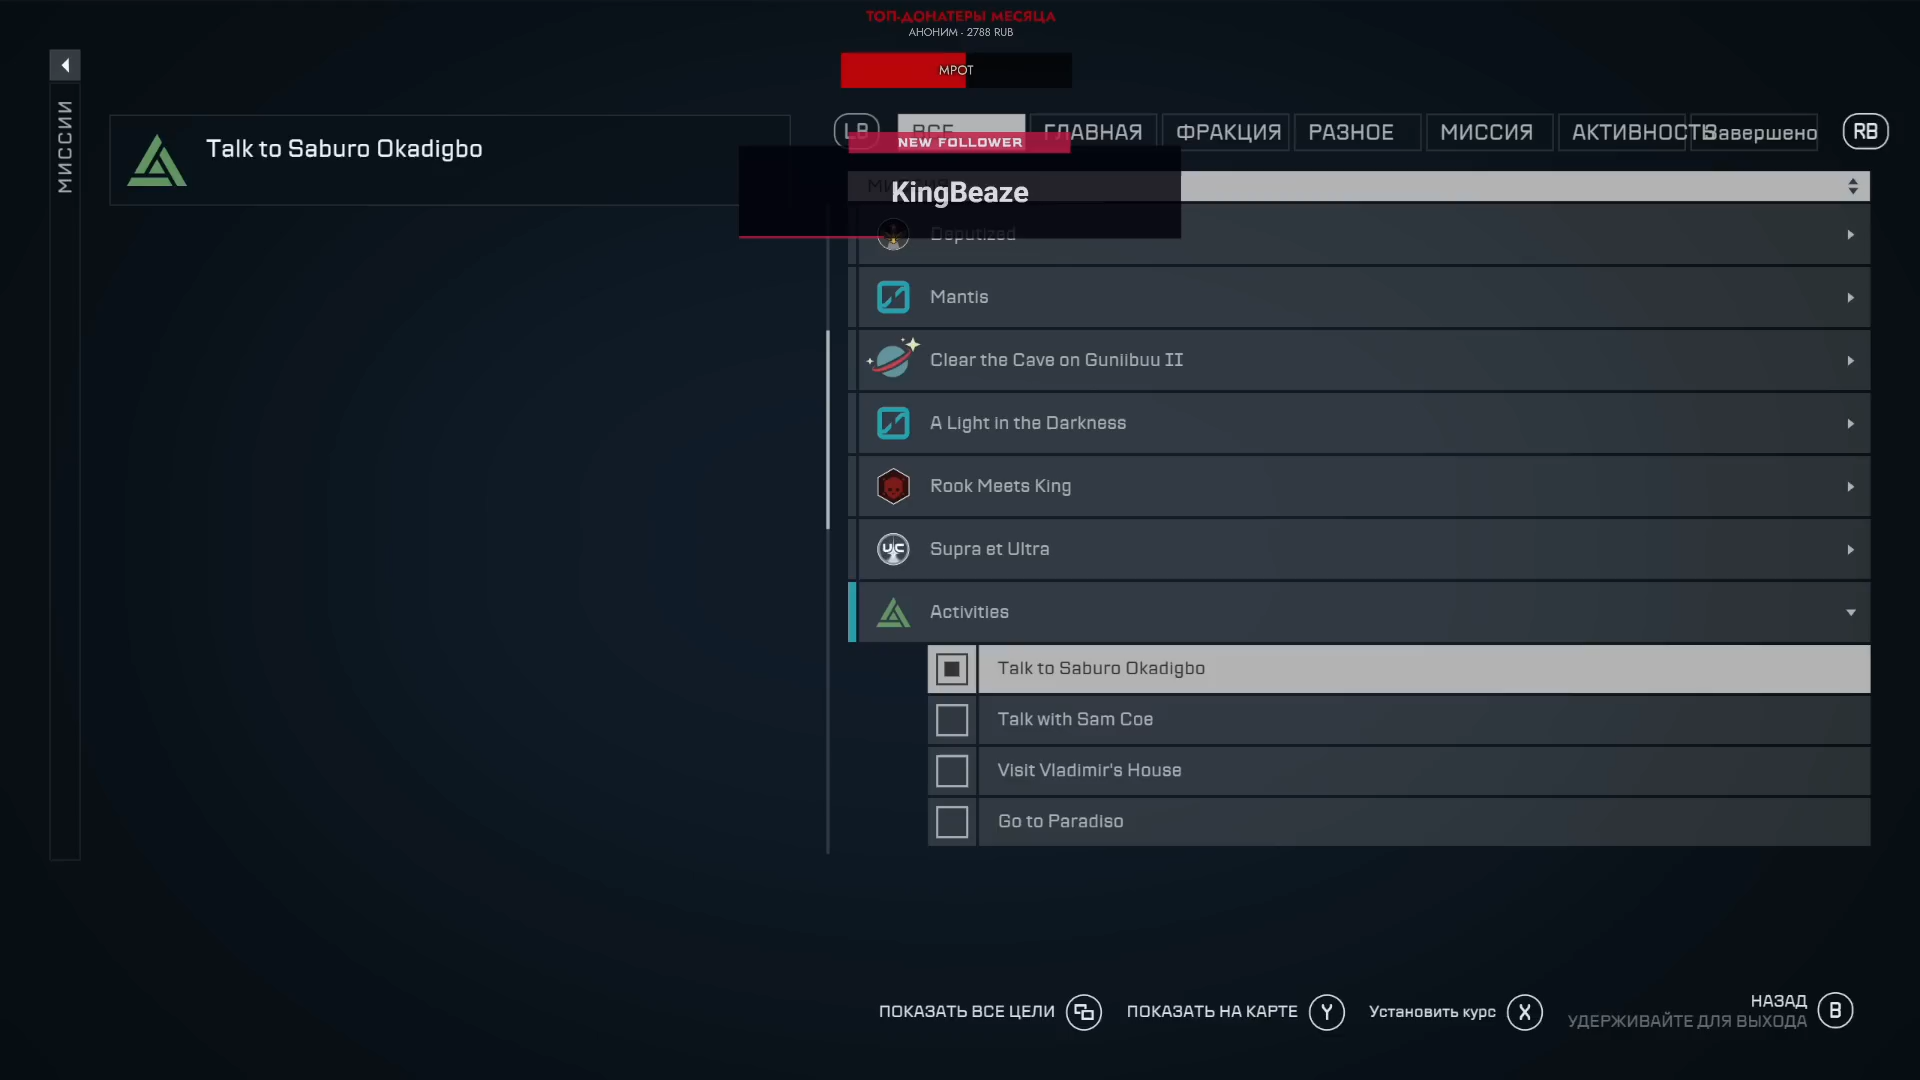 ТОП-ДОНАТЕРЫ МЕСЯЦА
АНОНИМ - 2788 RUB
МРОТ
МИССИИ
Talk to Saburo Okadigbo
LB
ВСЕ
ГЛАВНАЯ
ФРАКЦИЯ
РАЗНОЕ
МИССИЯ
АКТИВНОСТЬ
Завершено
RB
NEW FOLLOWER
KingBeaze
Deputized
Mantis
Clear the Cave on Guniibuu II
A Light in the Darkness
Rook Meets King
UC
Supra et Ultra
Activities
Talk to Saburo Okadigbo
Talk with Sam Coe
Visit Vladimir's House
Go to Paradiso
ПОКАЗАТЬ ВСЕ ЦЕЛИ
ПОКАЗАТЬ НА КАРТЕ
Y
Установить курс
X
НАЗАД
УДЕРЖИВАЙТЕ ДЛЯ ВЫХОДА
B